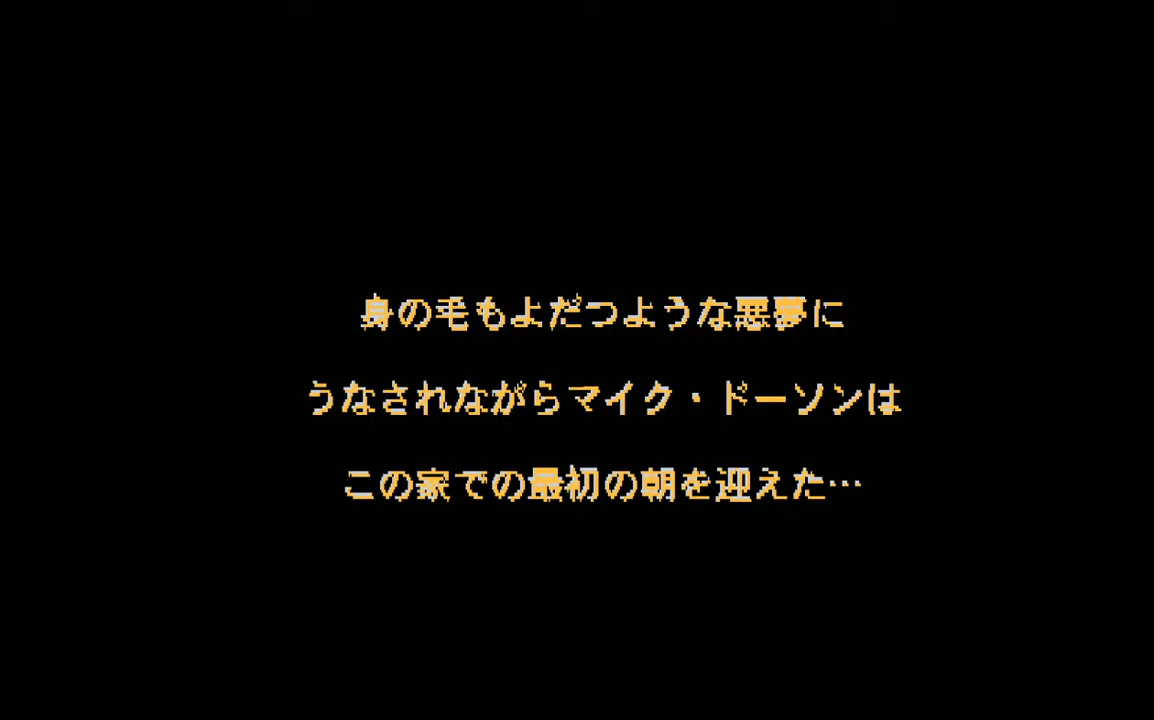 身の毛もよだつような悪夢に
うなされながらマイク・ドーソンは
この家での最初の朝を迎えた…